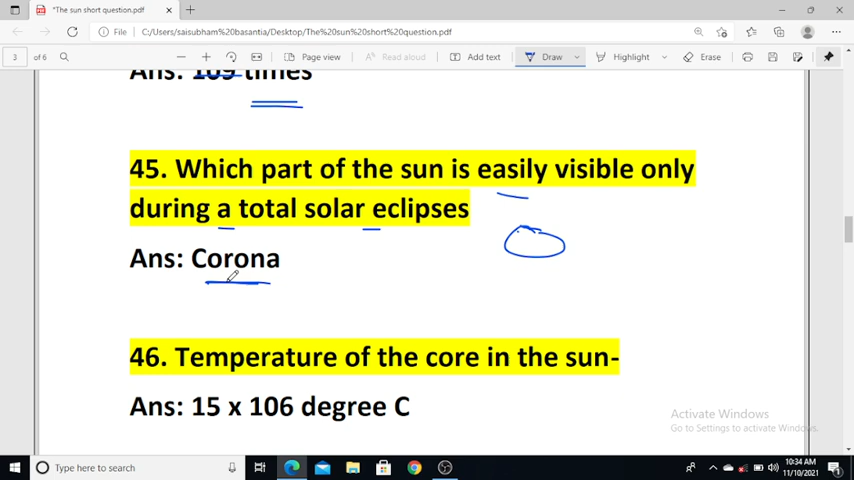 *The sun short question.pdf
File
C:/Users/saisubham%20basantia/Desktop/The%20sun%20short%20question.pdf
3 of 6
Page view
Read aloud
Add text
Draw
Highlight
Erase
Ans: 109 times
45. Which part of the sun is easily visible only
during a total solar eclipses
Ans: Corona
46. Temperature of the core in the sun-
Ans: 15 x 106 degree C
Activate Windows
Go to Settings to activate Windows.
Type here to search
10:34 AM
11/10/2021